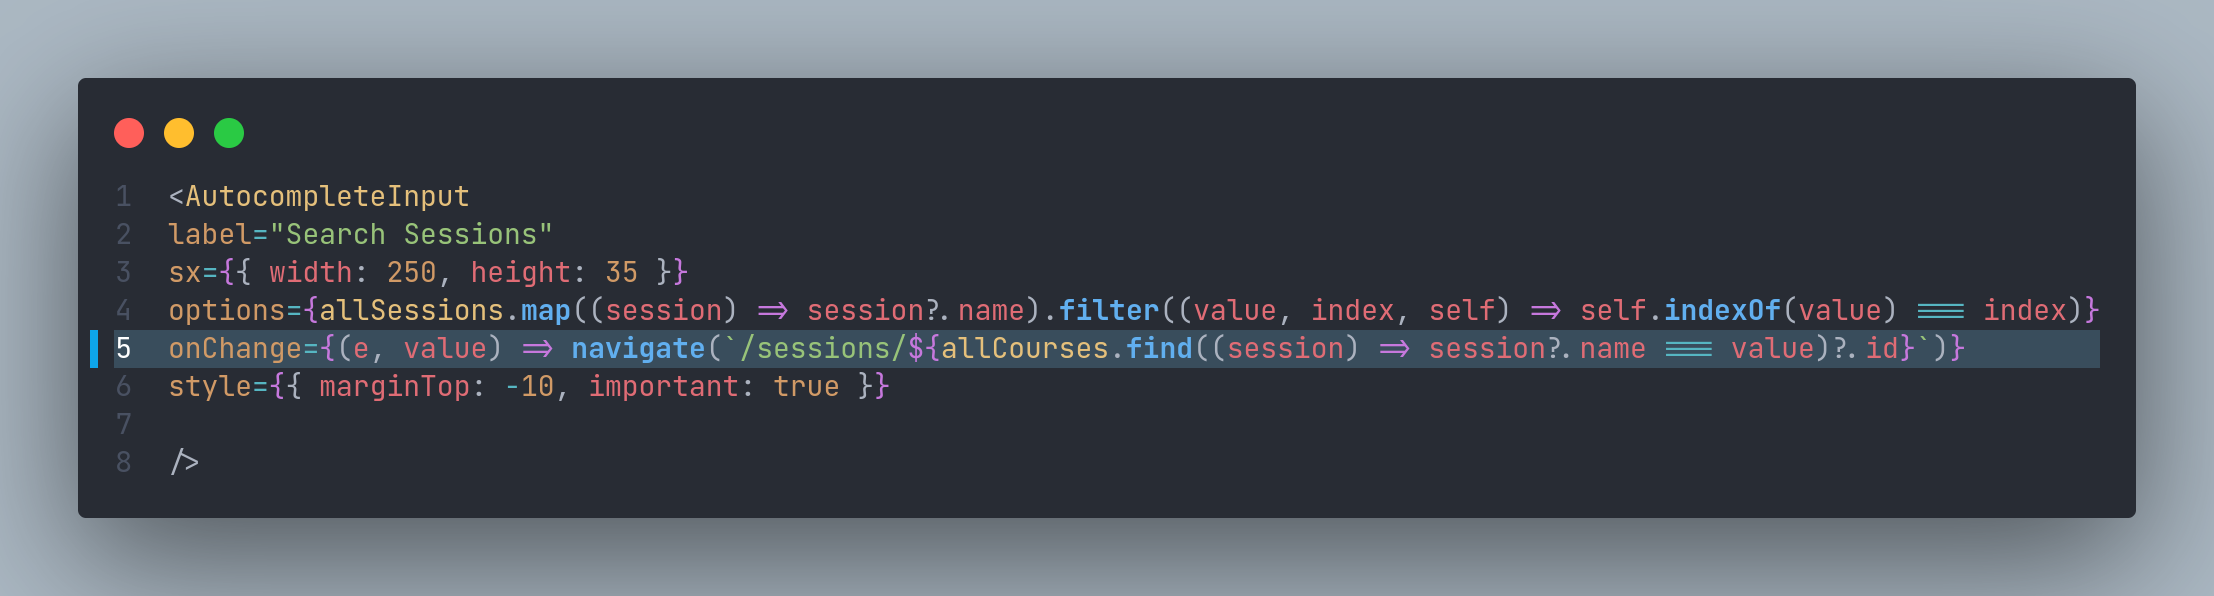 1 <AutocompleteInput
2 label="Search Sessions"
3 sx={{ width: 250, height: 35 }}
4 options={allSessions.map((session) => session?.name).filter((value, index, self) => self.indexOf(value) === index)}
5 onChange={(e, value) => navigate(`/sessions/${allCourses.find((session) => session?.name === value)?.id}`)}
6 style={{ marginTop: -10, important: true }}
7
8 />